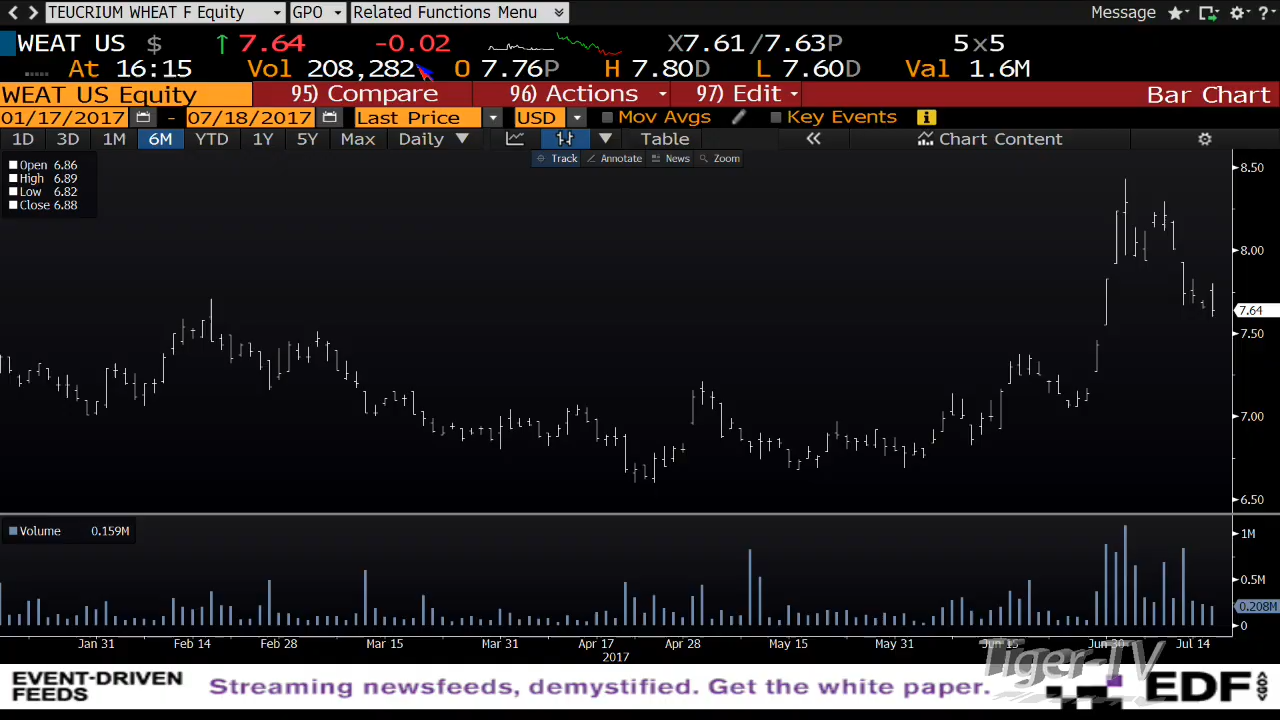 TEUCRIUM WHEAT F Equity GPO Related Functions Menu Message
WEAT US $ 7.64 -0.02 X7.61/7.63P 5x5
At 16:15 Vol 208,282 O 7.76P H 7.80D L 7.60D Val 1.6M
WEAT US Equity 95) Compare 96) Actions 97) Edit Bar Chart
01/17/2017 - 07/18/2017 Last Price USD Mov Avgs Key Events
1D 3D 1M 6M YTD 1Y 5Y Max Daily Table « Chart Content
Track Annotate News Zoom
Open 6.86
High 6.89
Low 6.82
Close 6.88
8.50
8.00
7.64
7.50
7.00
6.50
Volume 0.159M
1M
0.5M
0.208M
0
Jan 31 Feb 14 Feb 28 Mar 15 Mar 31 Apr 17 Apr 28 May 15 May 31 Jun 15 Jun 30 Jul 14
2017
Tiger-TV
EVENT-DRIVEN
FEEDS
Streaming newsfeeds, demystified. Get the white paper.
EDF